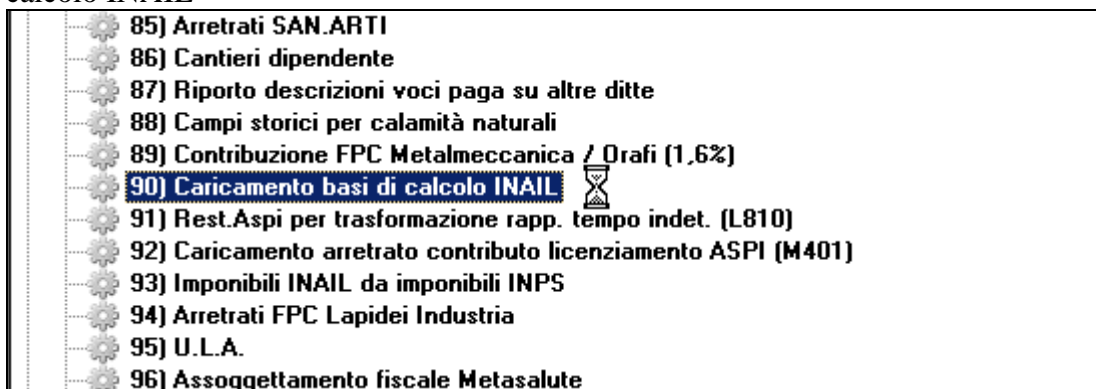 calcolo INAIL
85) Arretrati SAN.ARTI
86) Cantieri dipendente
87) Riporto descrizioni voci paga su altre ditte
88) Campi storici per calamità naturali
89) Contribuzione FPC Metalmeccanica / Orafi (1,6%)
90) Caricamento basi di calcolo INAIL
91) Rest.Aspi per trasformazione rapp. tempo indet. (L810)
92) Caricamento arretrato contributo licenziamento ASPI (M401)
93) Imponibili INAIL da imponibili INPS
94) Arretrati FPC Lapidei Industria
95) U.L.A.
96) Assoggettamento fiscale Metasalute